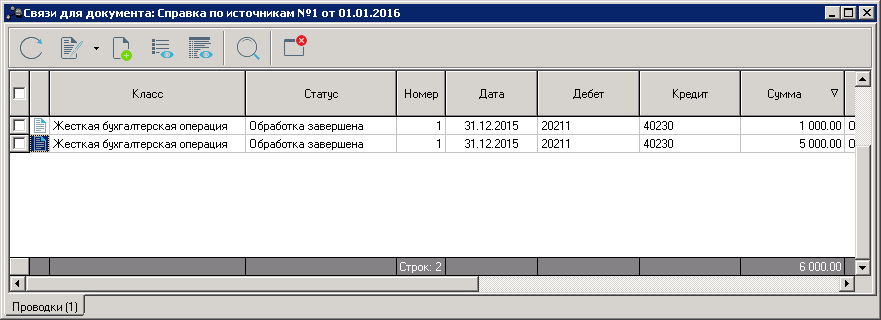 Связи для документа: Справка по источникам №1 от 01.01.2016
Класс Статус Номер Дата Дебет Кредит Сумма
Жесткая бухгалтерская операция Обработка завершена 1 31.12.2015 20211 40230 1 000.00 0
Жесткая бухгалтерская операция Обработка завершена 1 31.12.2015 20211 40230 5 000.00 0
Строк: 2 6 000.00
Проводки (1)